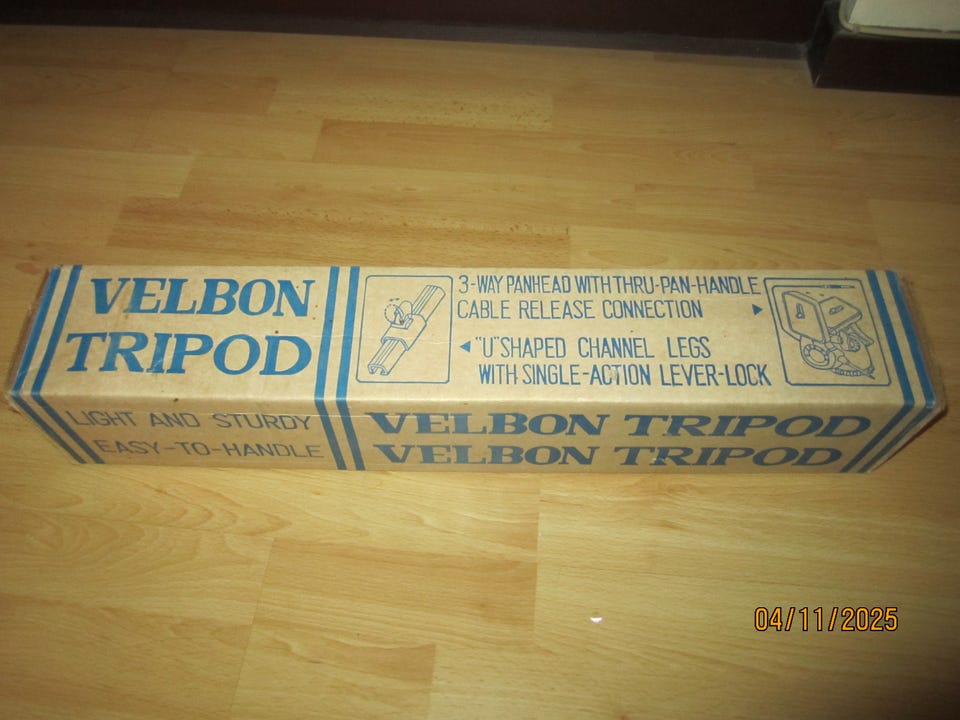 VELBON
TRIPOD
3-WAY PANHEAD WITH THRU-PAN-HANDLE
CABLE RELEASE CONNECTION
"U" SHAPED CHANNEL LEGS
WITH SINGLE-ACTION LEVER-LOCK
LIGHT AND STURDY
EASY-TO-HANDLE
VELBON TRIPOD
VELBON TRIPOD
04/11/2025